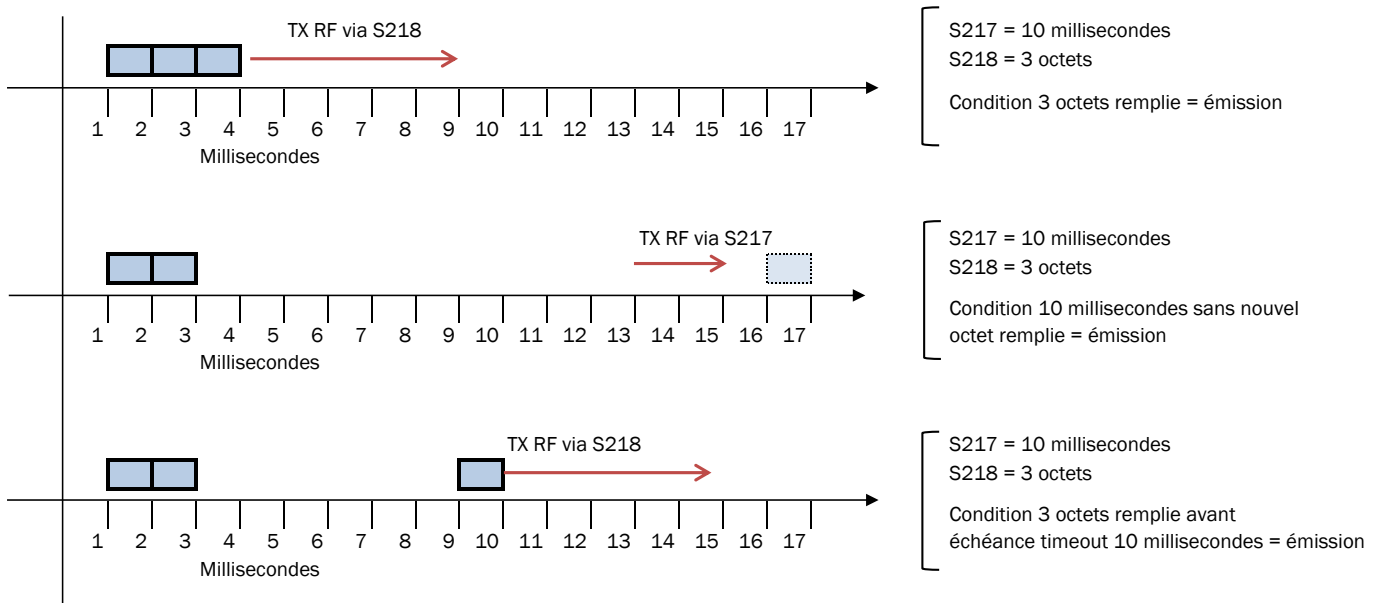 TX RF via S218
1 2 3 4 5 6 7 8 9 10 11 12 13 14 15 16 17
Millisecondes
S217 = 10 millisecondes
S218 = 3 octets
Condition 3 octets remplie = émission
TX RF via S217
1 2 3 4 5 6 7 8 9 10 11 12 13 14 15 16 17
Millisecondes
S217 = 10 millisecondes
S218 = 3 octets
Condition 10 millisecondes sans nouvel
octet remplie = émission
TX RF via S218
1 2 3 4 5 6 7 8 9 10 11 12 13 14 15 16 17
Millisecondes
S217 = 10 millisecondes
S218 = 3 octets
Condition 3 octets remplie avant
échéance timeout 10 millisecondes = émission